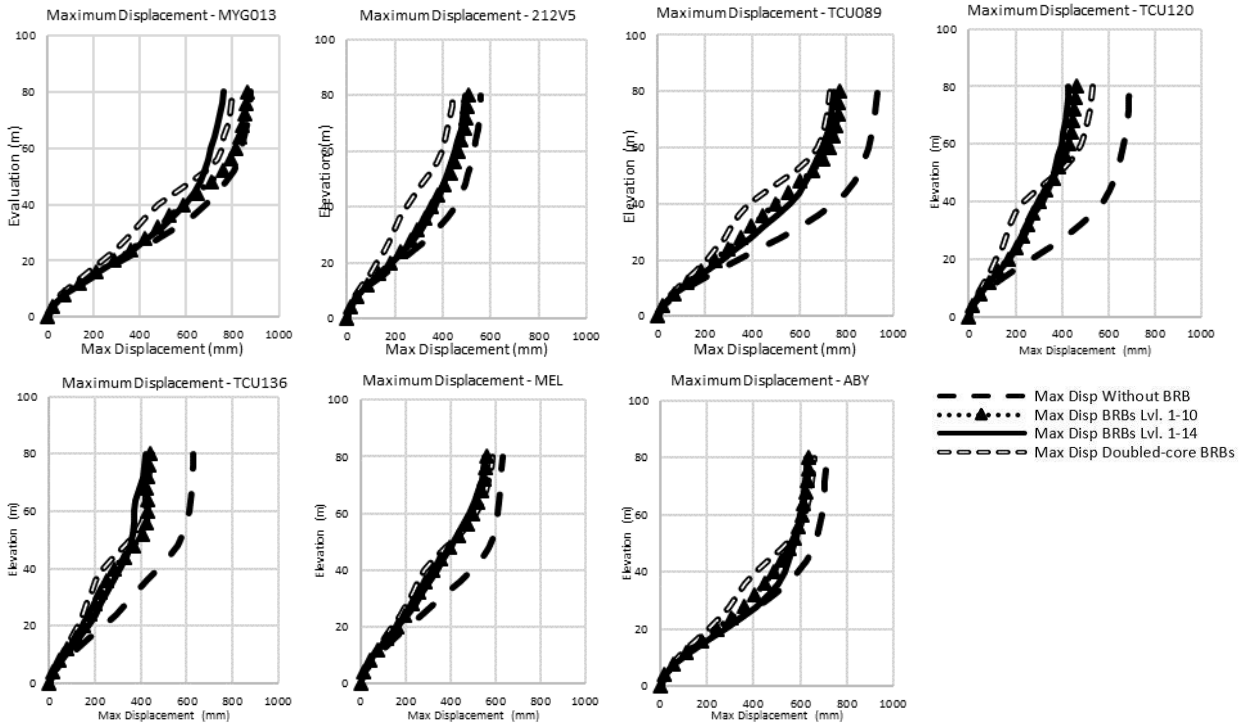 Maximum Displacement - MYG013
100
80
60
40
20
0
Evaluation (m)
0 200 400 600 800 1000
Max Displacement (mm)
Maximum Displacement - 212V5
100
80
60
40
20
0
Elevation (m)
0 200 400 600 800 1000
Max Displacement (mm)
Maximum Displacement - TCU089
100
80
60
40
20
0
Elevation (m)
0 200 400 600 800 1000
Max Displacement (mm)
Maximum Displacement - TCU120
100
80
60
40
20
0
Elevation (m)
0 200 400 600 800 1000
Max Displacement (mm)
Maximum Displacement - TCU136
100
80
60
40
20
0
Elevation (m)
0 200 400 600 800 1000
Max Displacement (mm)
Maximum Displacement - MEL
100
80
60
40
20
0
Elevation (m)
0 200 400 600 800 1000
Max Displacement (mm)
Maximum Displacement - ABY
100
80
60
40
20
0
Elevation (m)
0 200 400 600 800 1000
Max Displacement (mm)
Max Disp Without BRB
Max Disp BRBs Lvl. 1-10
Max Disp BRBs Lvl. 1-14
Max Disp Doubled-core BRBs